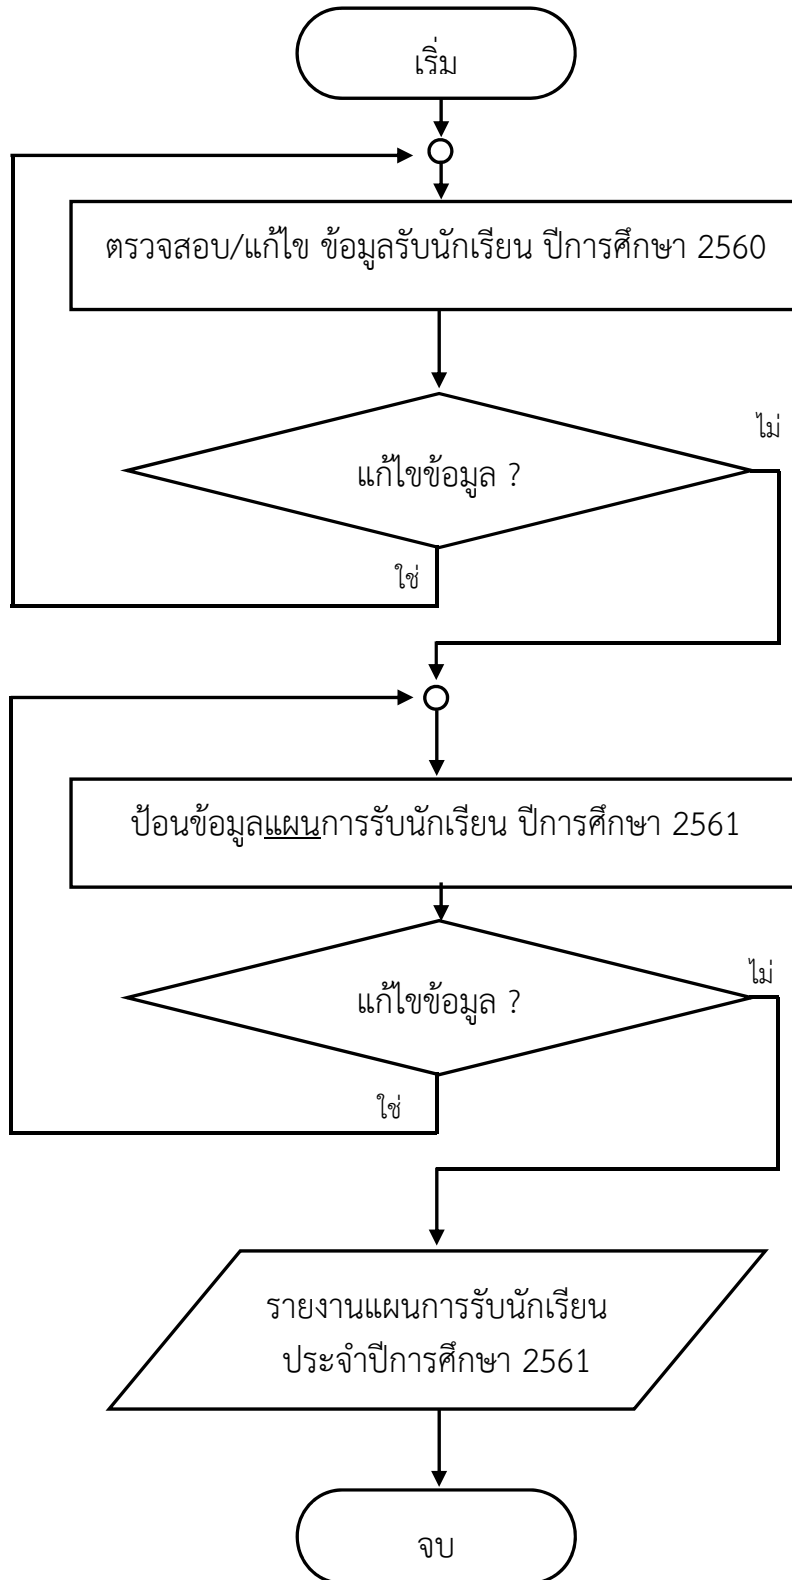 เริ่ม
ตรวจสอบ/แก้ไข ข้อมูลรับนักเรียน ปีการศึกษา 2560
ไม่
แก้ไขข้อมูล ?
ใช่
ป้อนข้อมูลแผนการรับนักเรียน ปีการศึกษา 2561
ไม่
แก้ไขข้อมูล ?
ใช่
รายงานแผนการรับนักเรียน
ประจำปีการศึกษา 2561
จบ